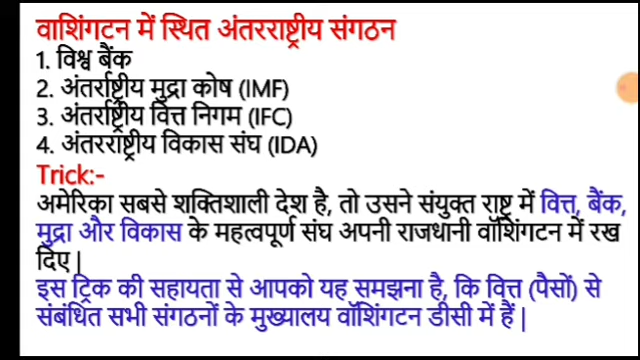 वाशिंगटन में स्थित अंतरराष्ट्रीय संगठन
1. विश्व बैंक
2. अंतर्राष्ट्रीय मुद्रा कोष (IMF)
3. अंतर्राष्ट्रीय वित्त निगम (IFC)
4. अंतरराष्ट्रीय विकास संघ (IDA)
Trick:-
अमेरिका सबसे शक्तिशाली देश है, तो उसने संयुक्त राष्ट्र में वित्त, बैंक,
मुद्रा और विकास के महत्वपूर्ण संघ अपनी राजधानी वॉशिंगटन में रख
दिए |
इस ट्रिक की सहायता से आपको यह समझना है, कि वित्त (पैसों) से
संबंधित सभी संगठनों के मुख्यालय वॉशिंगटन डीसी में हैं |